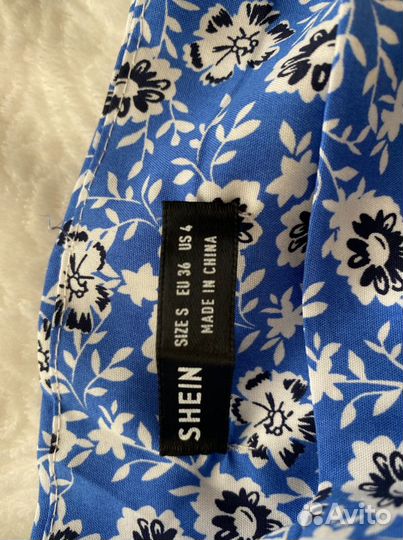 SHEIN
SIZE S EU 36 US 4
MADE IN CHINA
Avito